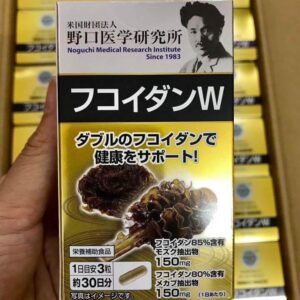 米国財団法人
野口医学研究所
Noguchi Medical Research Institute
Since 1983
フコイダンW
ダブルのフコイダンで
健康をサポート!
フコイダン85%含有
モズク抽出物
150mg
フコイダン80%含有
メカブ抽出物
150mg
(1日あたり)
栄養補助食品
1日目安3粒
約30日分
写真はイメージです